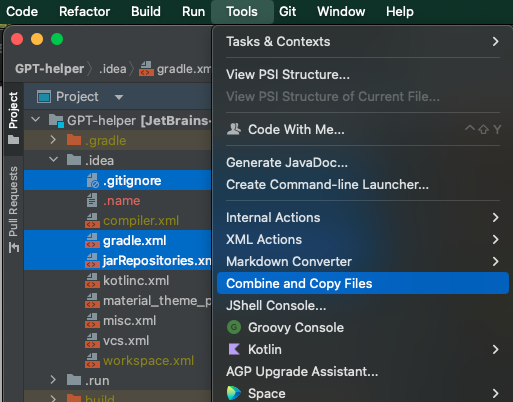 Code Refactor Build Run Tools Git Window Help
GPT-helper .idea gradle.xm
Project
Pull Requests
Project
GPT-helper [JetBrains-
.gradle
.idea
.gitignore
.name
compiler.xml
gradle.xml
jarRepositories.xm
kotlinc.xml
material_theme_p
misc.xml
vcs.xml
workspace.xml
.run
build
Tasks & Contexts
View PSI Structure...
View PSI Structure of Current File...
Code With Me... ^⇧Y
Generate JavaDoc...
Create Command-line Launcher...
Internal Actions
XML Actions
Markdown Converter
Combine and Copy Files
JShell Console...
G Groovy Console
Kotlin
AGP Upgrade Assistant...
Space